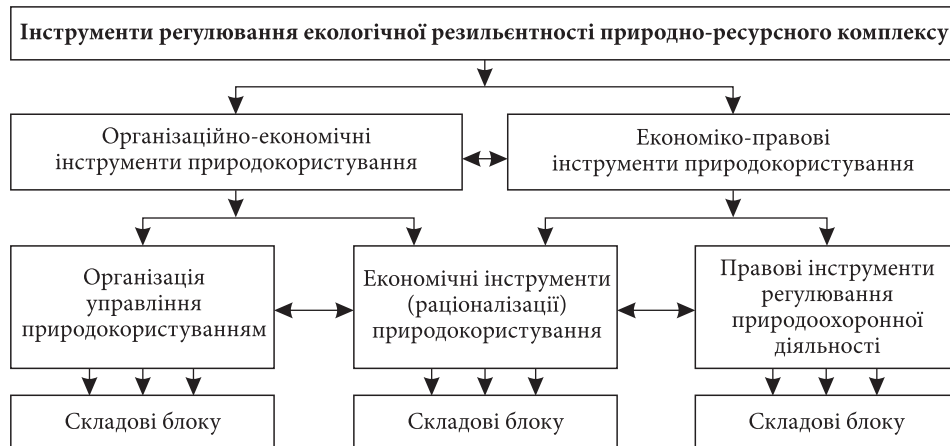 Інструменти регулювання екологічної резильєнтності природно-ресурсного комплексу
Організаційно-економічні
інструменти природокористування
Економіко-правові
інструменти природокористування
Організація
управління
природокористуванням
Економічні інструменти
(раціоналізації)
природокористування
Правові інструменти
регулювання
природоохоронної
діяльності
Складові блоку
Складові блоку
Складові блоку